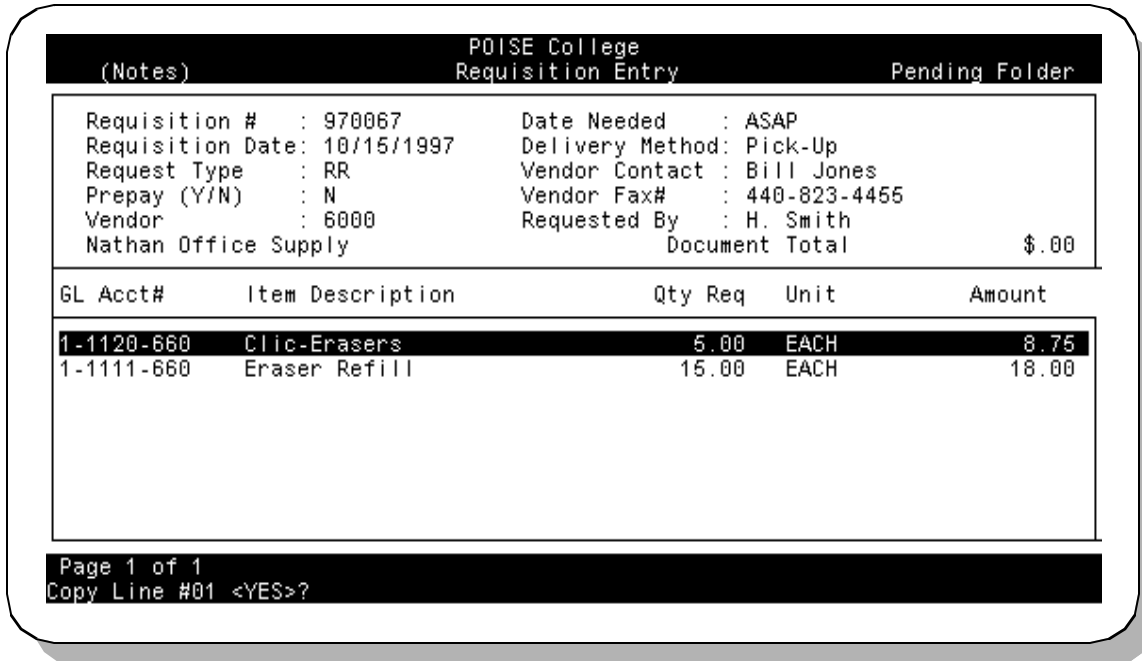 POISE College
(Notes) Requisition Entry Pending Folder
Requisition # : 970067 Date Needed : ASAP
Requisition Date: 10/15/1997 Delivery Method: Pick-Up
Request Type : RR Vendor Contact : Bill Jones
Prepay (Y/N) : N Vendor Fax# : 440-823-4455
Vendor : 6000 Requested By : H. Smith
Nathan Office Supply Document Total $.00
GL Acct# Item Description Qty Req Unit Amount
1-1120-660 Clic-Erasers 5.00 EACH 8.75
1-1111-660 Eraser Refill 15.00 EACH 18.00
Page 1 of 1
Copy Line #01 <YES>?